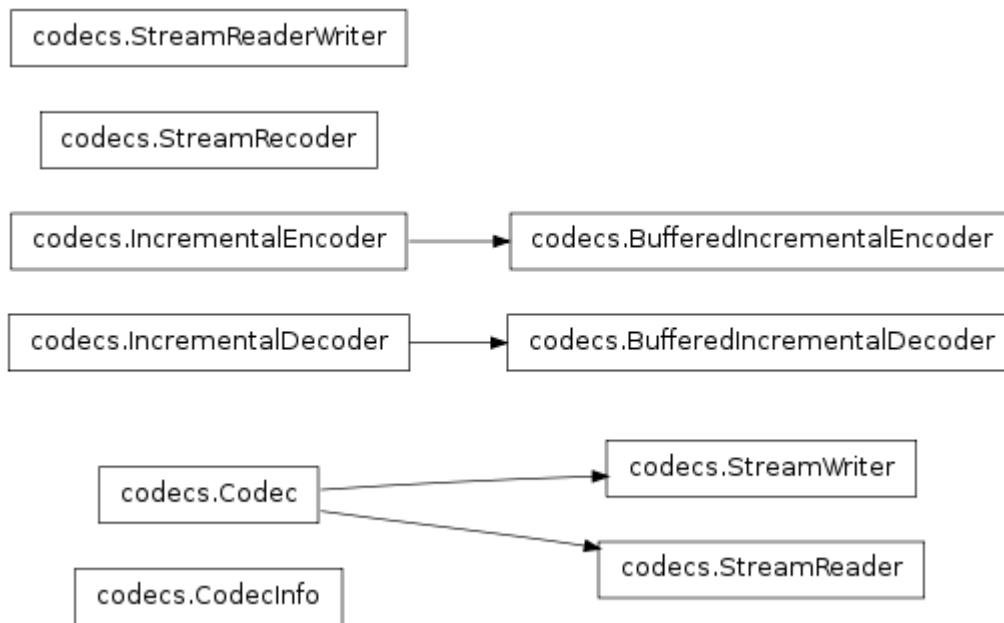 codecs.StreamReaderWriter
codecs.StreamRecoder
codecs.IncrementalEncoder
codecs.BufferedIncrementalEncoder
codecs.IncrementalDecoder
codecs.BufferedIncrementalDecoder
codecs.StreamWriter
codecs.Codec
codecs.StreamReader
codecs.CodecInfo